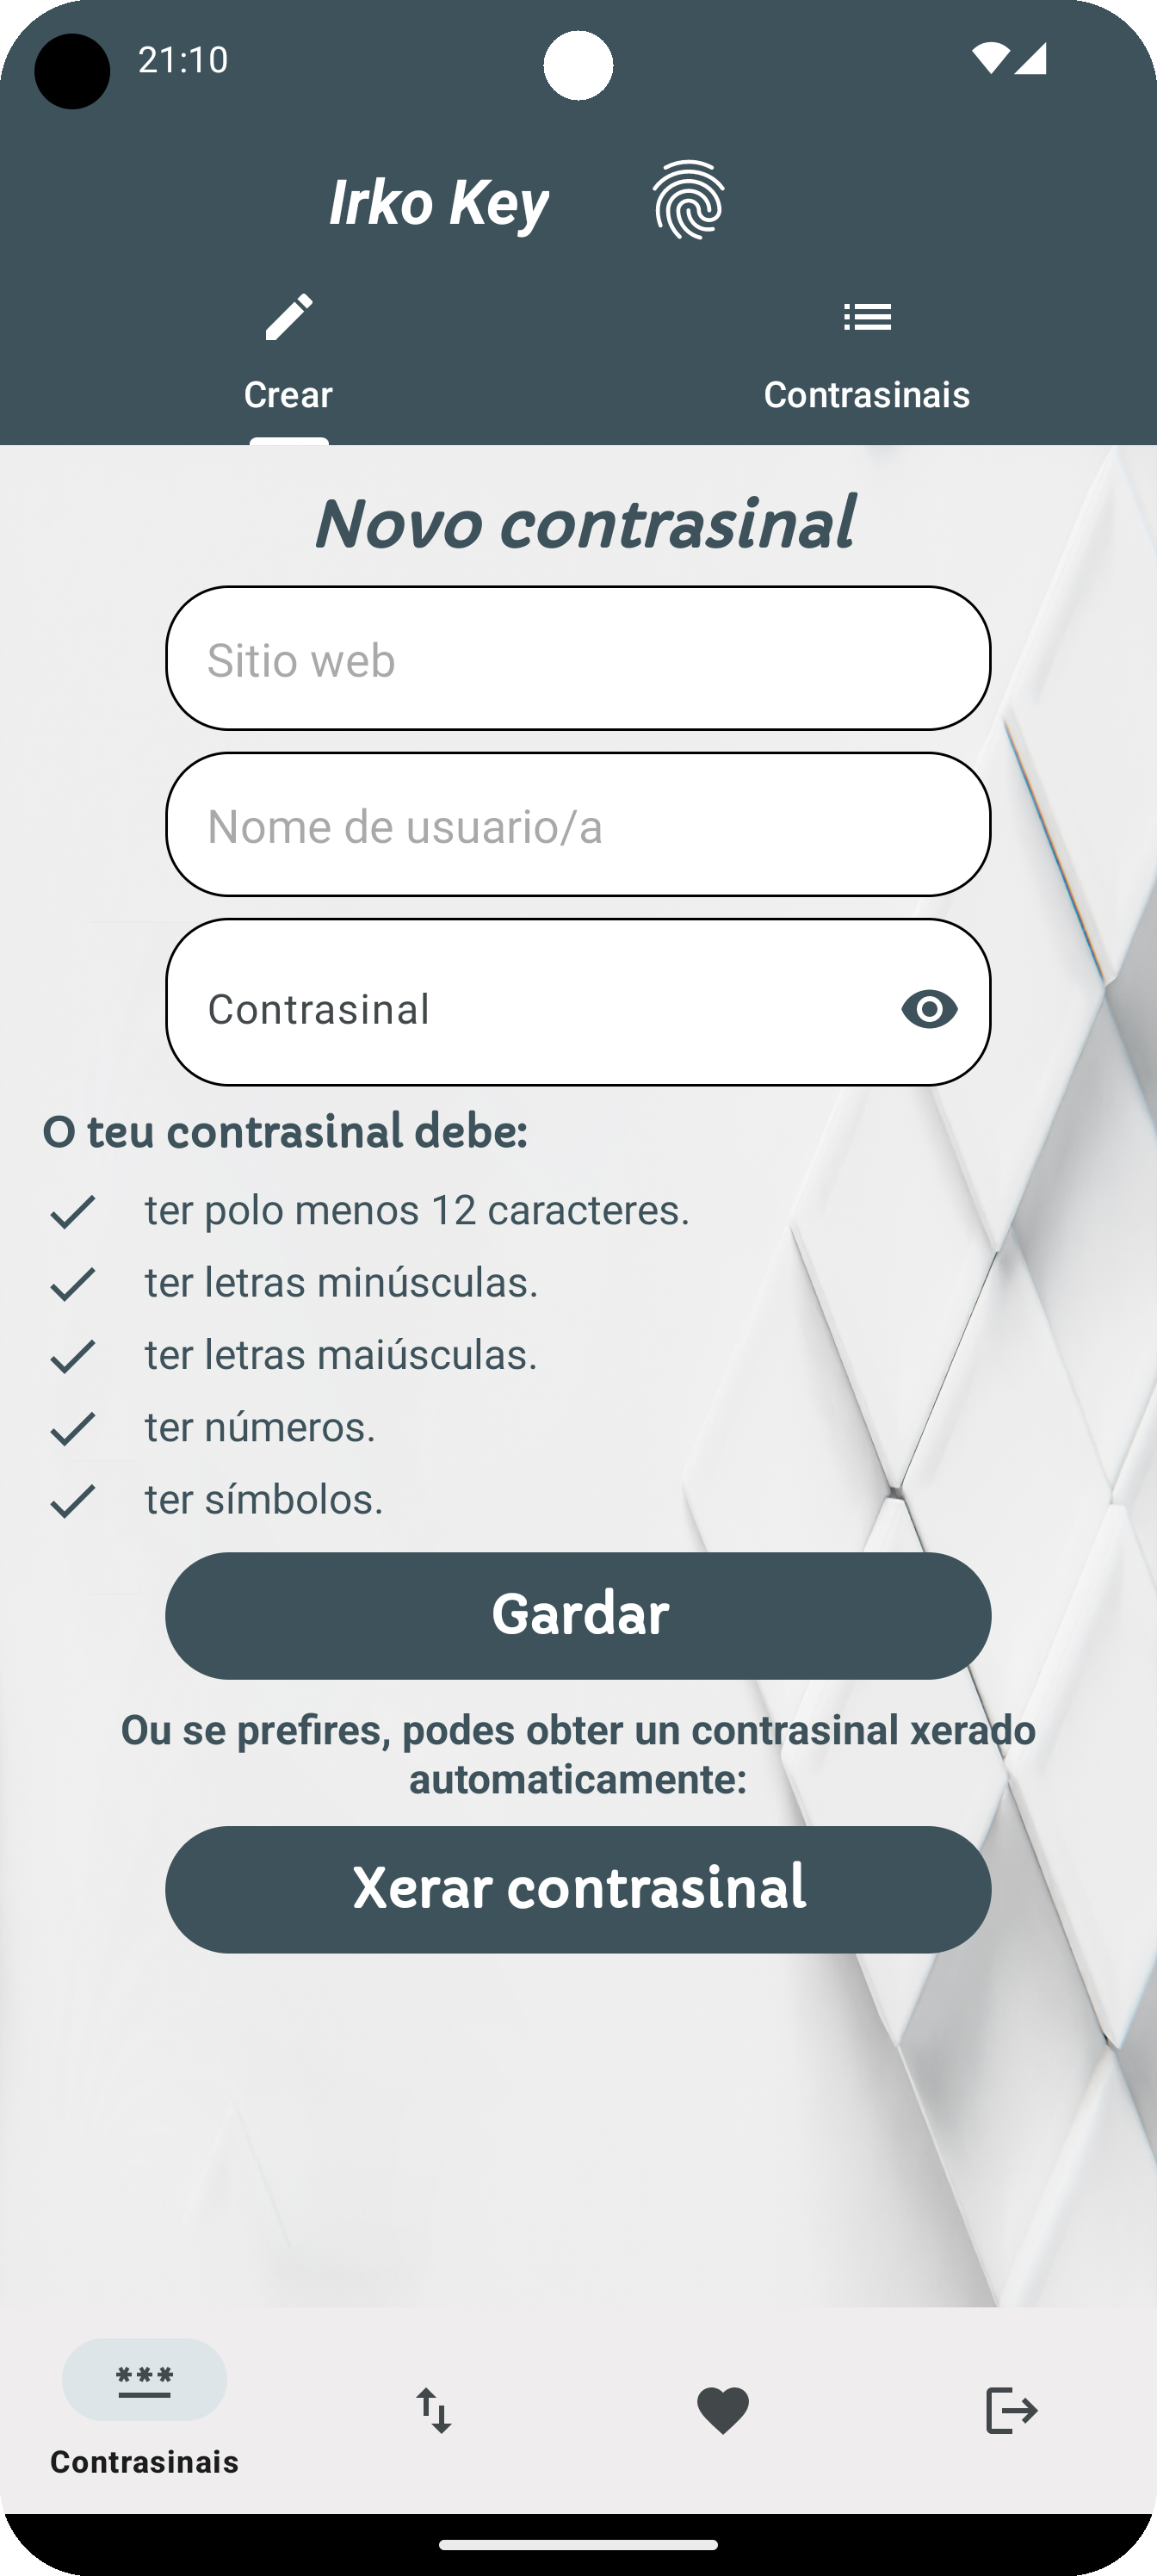 21:10
Irko Key
Crear
Contrasinais
Novo contrasinal
Sitio web
Nome de usuario/a
Contrasinal
O teu contrasinal debe:
ter polo menos 12 caracteres.
ter letras minúsculas.
ter letras maiúsculas.
ter números.
ter símbolos.
Gardar
Ou se prefires, podes obter un contrasinal xerado
automaticamente:
Xerar contrasinal
Contrasinais